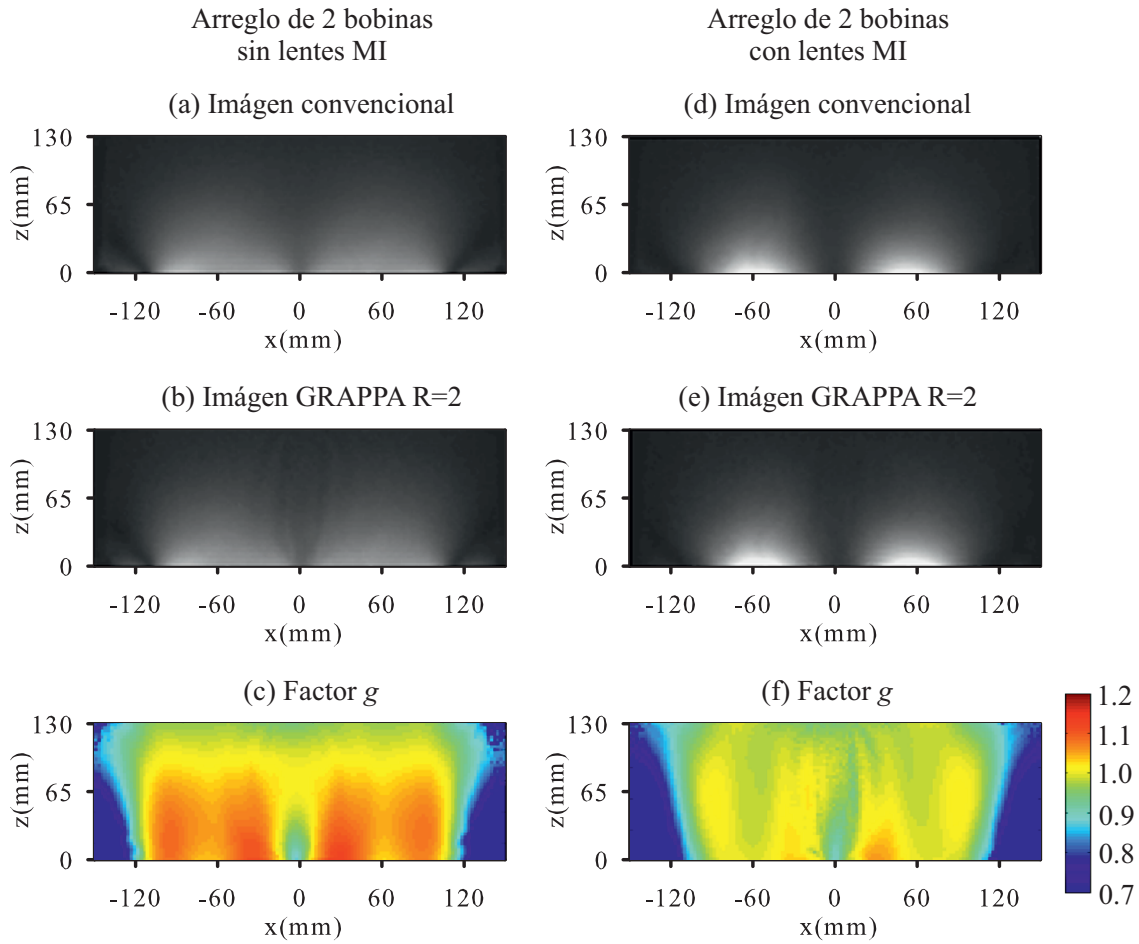 Arreglo de 2 bobinas
sin lentes MI
(a) Imágen convencional
130
65
0
z(mm)
-120 -60 0 60 120
x(mm)
(b) Imágen GRAPPA R=2
130
65
0
z(mm)
-120 -60 0 60 120
x(mm)
(c) Factor g
130
65
0
z(mm)
-120 -60 0 60 120
x(mm)
Arreglo de 2 bobinas
con lentes MI
(d) Imágen convencional
130
65
0
z(mm)
-120 -60 0 60 120
x(mm)
(e) Imágen GRAPPA R=2
130
65
0
z(mm)
-120 -60 0 60 120
x(mm)
(f) Factor g
130
65
0
z(mm)
-120 -60 0 60 120
x(mm)
1.2
1.1
1.0
0.9
0.8
0.7